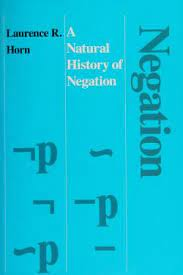 Laurence R.
Horn
A
Natural
History of
Negation
Negation
¬p ~p
¬p -p